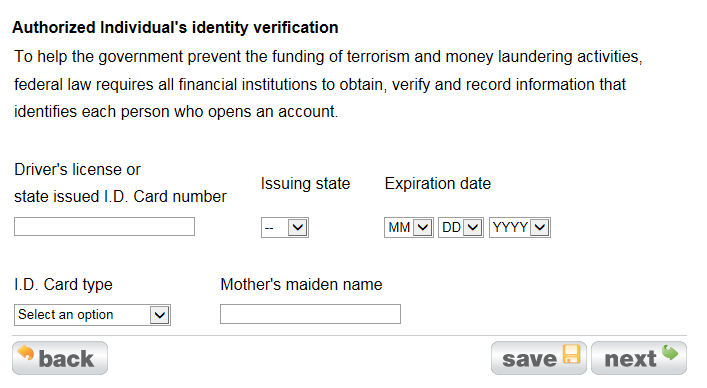 Authorized Individual's identity verification
To help the government prevent the funding of terrorism and money laundering activities,
federal law requires all financial institutions to obtain, verify and record information that
identifies each person who opens an account.
Driver's license or
state issued I.D. Card number
Issuing state
Expiration date
--
MM DD YYYY
I.D. Card type
Mother's maiden name
Select an option
back
save
next